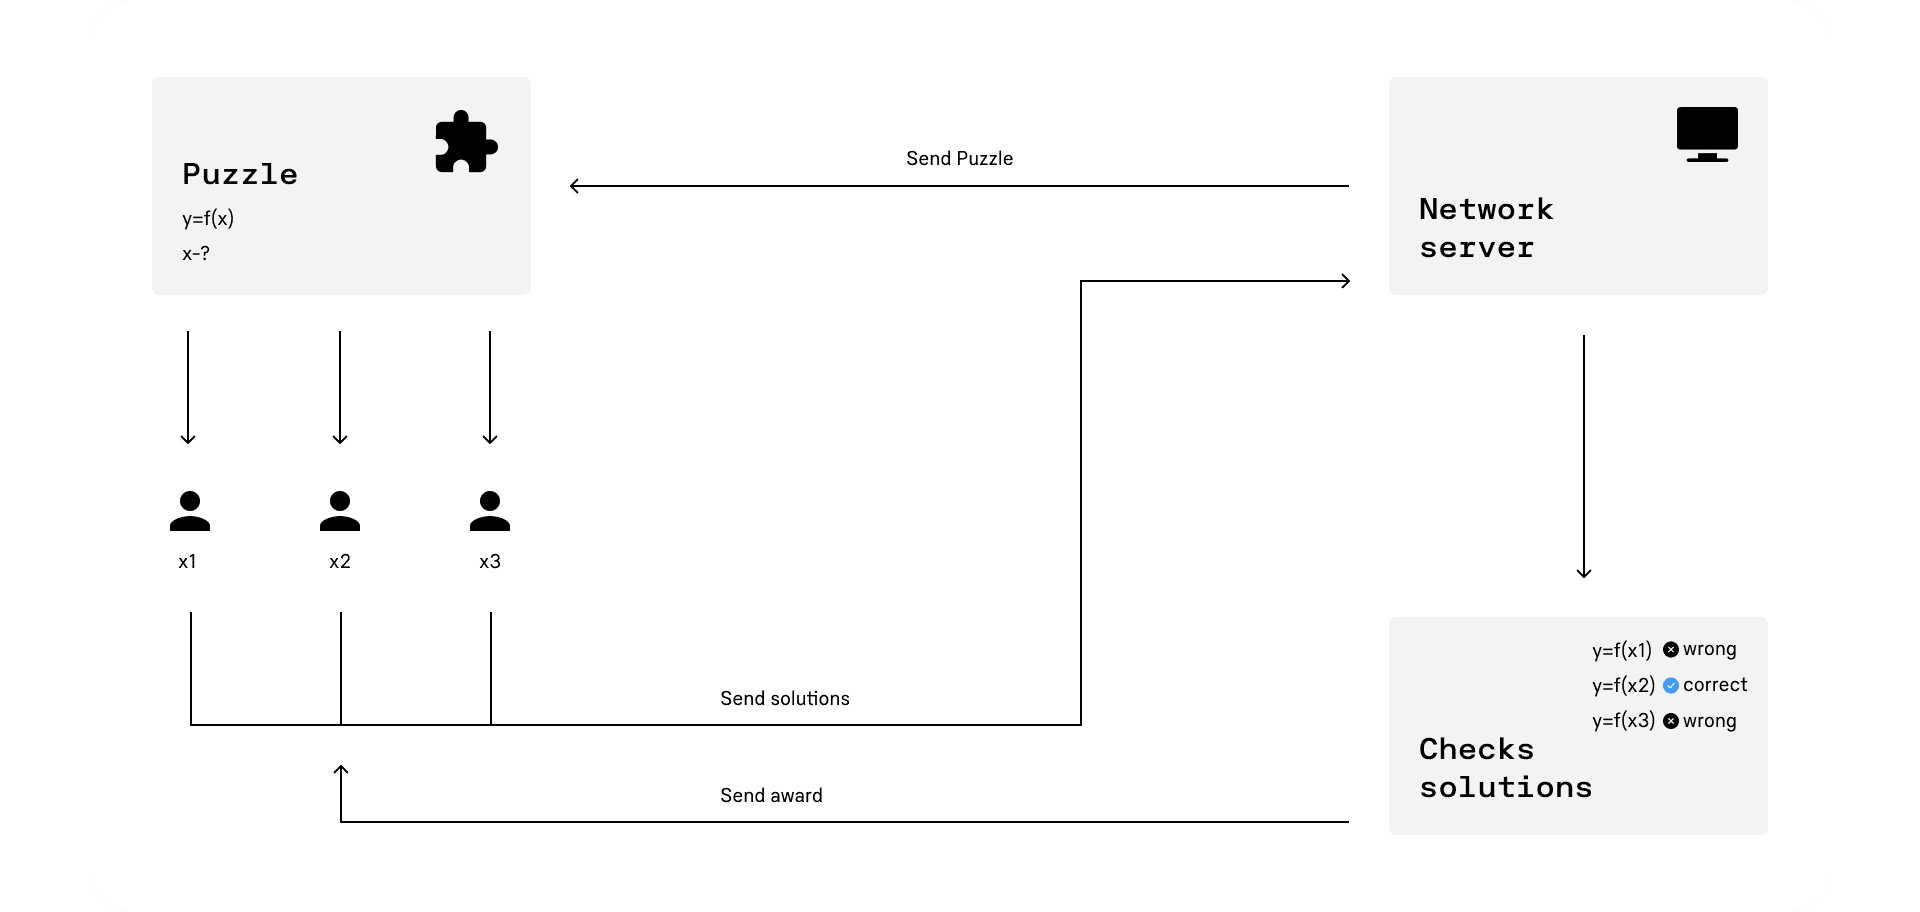 Puzzle
y=f(x)
x-?
Send Puzzle
Network
server
x1
x2
x3
Send solutions
Send award
y=f(x1) wrong
y=f(x2) correct
y=f(x3) wrong
Checks
solutions